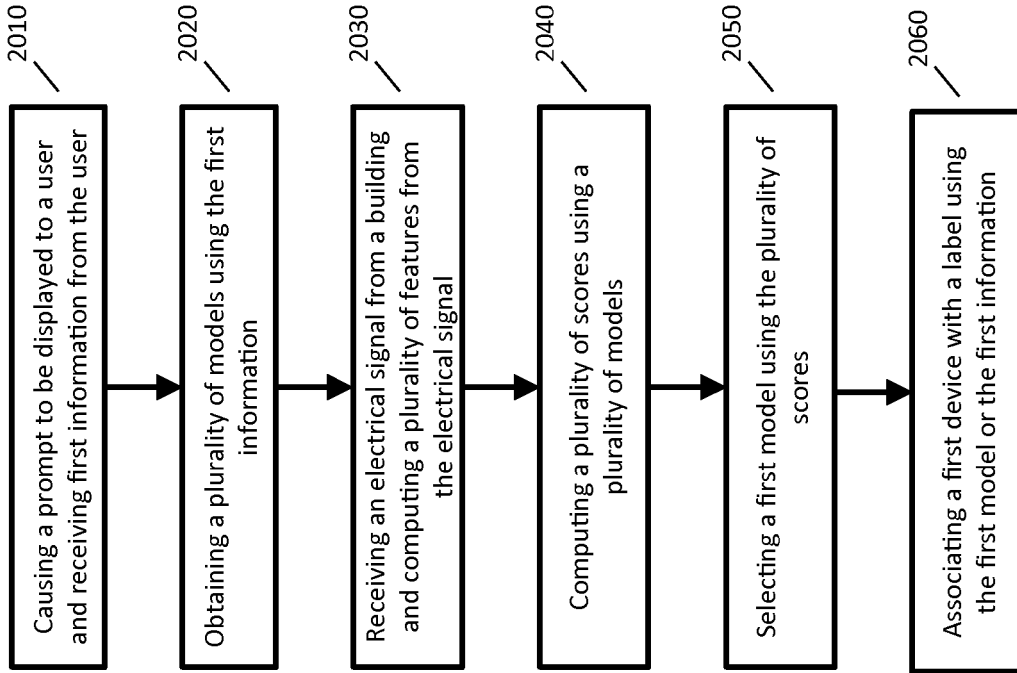 Causing a prompt to be displayed to a user
and receiving first information from the user
2010
Obtaining a plurality of models using the first
information
2020
Receiving an electrical signal from a building
and computing a plurality of features from
the electrical signal
2030
Computing a plurality of scores using a
plurality of models
2040
Selecting a first model using the plurality of
scores
2050
Associating a first device with a label using
the first model or the first information
2060